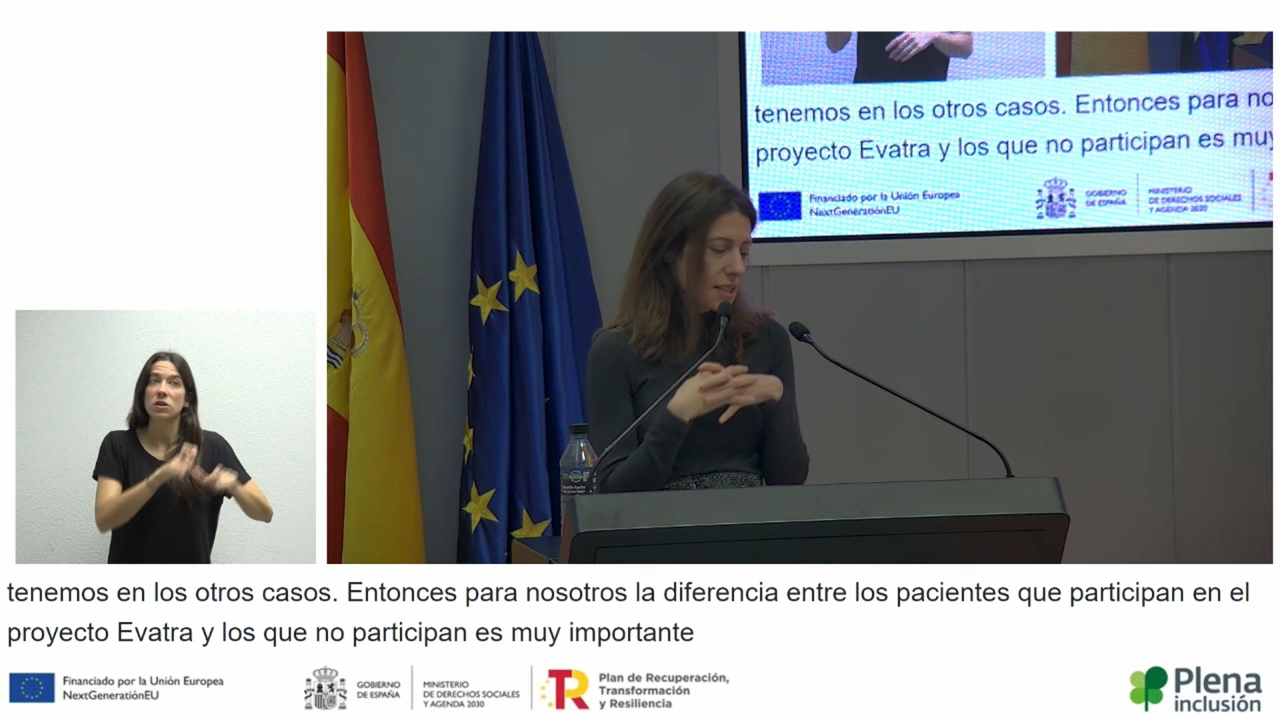 tenemos en los otros casos. Entonces para no
proyecto Evatra y los que no participan es muy
Financiado por la Unión Europea
NextGenerationEU
GOBIERNO
DE ESPAÑA
MINISTERIO
DE DERECHOS SOCIALES
Y AGENDA 2030
tenemos en los otros casos. Entonces para nosotros la diferencia entre los pacientes que participan en el
proyecto Evatra y los que no participan es muy importante
Financiado por la Unión Europea
NextGenerationEU
GOBIERNO
DE ESPAÑA
MINISTERIO
DE DERECHOS SOCIALES
Y AGENDA 2030
Plan de Recuperación,
Transformación
y Resiliencia
Plena
inclusión